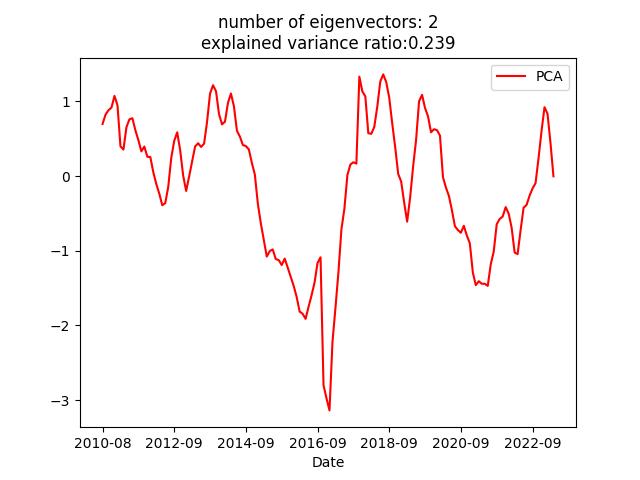 number of eigenvectors: 2
explained variance ratio:0.239
PCA
1
0
−1
−2
−3
2010-08 2012-09 2014-09 2016-09 2018-09 2020-09 2022-09
Date